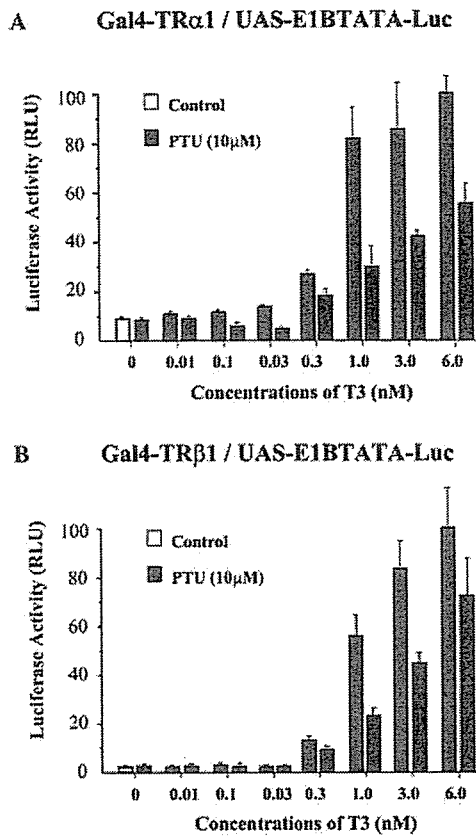 A Gal4-TRα1 / UAS-E1BTATA-Luc
Luciferase Activity (RLU)
100
80
60
40
20
0
Control
PTU (10μM)
0 0.01 0.1 0.03 0.3 1.0 3.0 6.0
Concentrations of T3 (nM)
B Gal4-TRβ1 / UAS-E1BTATA-Luc
Luciferase Activity (RLU)
100
80
60
40
20
0
Control
PTU (10μM)
0 0.01 0.1 0.03 0.3 1.0 3.0 6.0
Concentrations of T3 (nM)